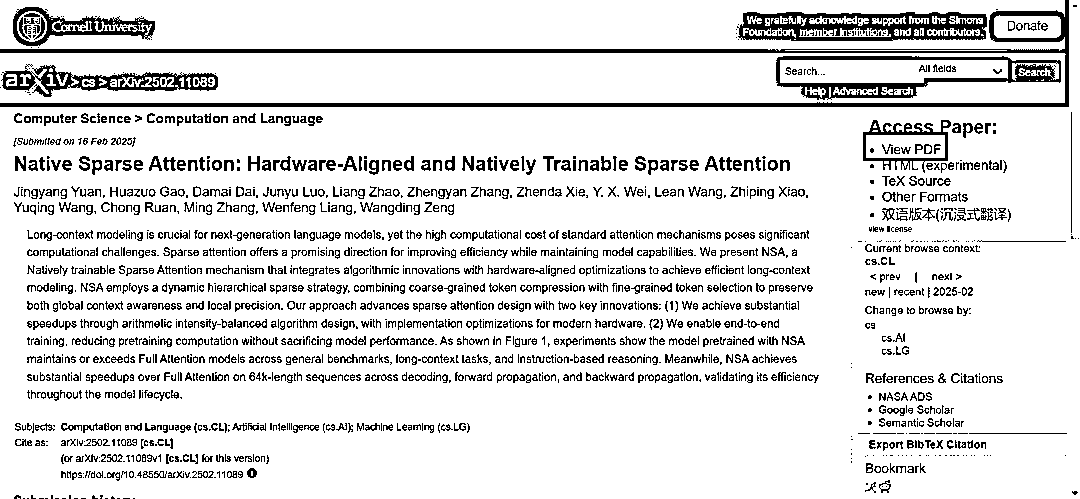 Cornell University
We gratefully acknowledge support from the Simons
Foundation, member institutions, and all contributors.
Donate
arXiv > cs > arXiv:2502.11089
Search...
All fields
Search
Help | Advanced Search
Computer Science > Computation and Language
[Submitted on 16 Feb 2025]
Native Sparse Attention: Hardware-Aligned and Natively Trainable Sparse Attention
Jingyang Yuan, Huazuo Gao, Damai Dai, Junyu Luo, Liang Zhao, Zhengyan Zhang, Zhenda Xie, Y. X. Wei, Lean Wang, Zhiping Xiao,
Yuqing Wang, Chong Ruan, Ming Zhang, Wenfeng Liang, Wangding Zeng
Long-context modeling is crucial for next-generation language models, yet the high computational cost of standard attention mechanisms poses significant
computational challenges. Sparse attention offers a promising direction for improving efficiency while maintaining model capabilities. We present NSA, a
Natively trainable Sparse Attention mechanism that integrates algorithmic innovations with hardware-aligned optimizations to achieve efficient long-context
modeling. NSA employs a dynamic hierarchical sparse strategy, combining coarse-grained token compression with fine-grained token selection to preserve
both global context awareness and local precision. Our approach advances sparse attention design with two key innovations: (1) We achieve substantial
speedups through arithmetic intensity-balanced algorithm design, with implementation optimizations for modern hardware. (2) We enable end-to-end
training, reducing pretraining computation without sacrificing model performance. As shown in Figure 1, experiments show the model pretrained with NSA
maintains or exceeds Full Attention models across general benchmarks, long-context tasks, and instruction-based reasoning. Meanwhile, NSA achieves
substantial speedups over Full Attention on 64k-length sequences across decoding, forward propagation, and backward propagation, validating its efficiency
throughout the model lifecycle.
Subjects: Computation and Language (cs.CL); Artificial Intelligence (cs.AI); Machine Learning (cs.LG)
Cite as: arXiv:2502.11089 [cs.CL]
(or arXiv:2502.11089v1 [cs.CL] for this version)
https://doi.org/10.48550/arXiv.2502.11089
Submission history
Access Paper:
View PDF
HTML (experimental)
TeX Source
Other Formats
双语版本(沉浸式翻译)
view license
Current browse context:
cs.CL
< prev | next >
new | recent | 2025-02
Change to browse by:
cs
cs.AI
cs.LG
References & Citations
NASA ADS
Google Scholar
Semantic Scholar
Export BibTeX Citation
Bookmark